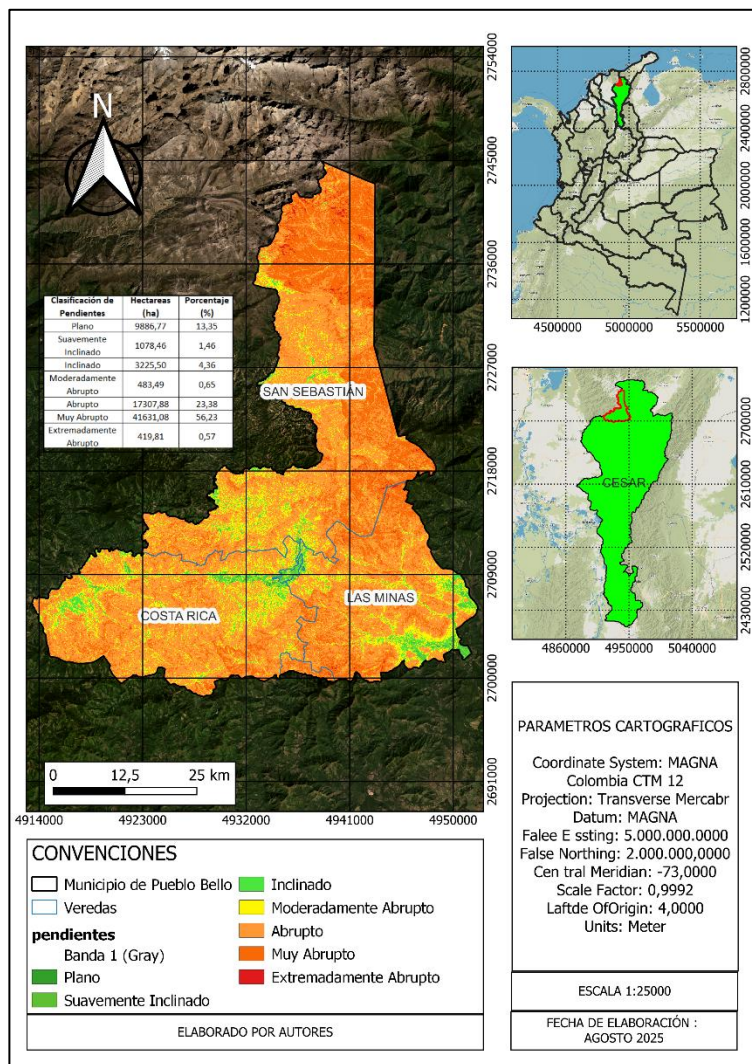 N
Clasificación de Pendientes Hectareas (ha) Porcentaje (%)
Plano 9886,77 13,35
Suavemente Inclinado 1078,46 1,46
Inclinado 3225,50 4,36
Moderadamente Abrupto 483,49 0,65
Abrupto 17307,88 23,38
Muy Abrupto 41631,08 56,23
Extremadamente Abrupto 419,81 0,57
SAN SEBASTIÁN
COSTA RICA
LAS MINAS
0 12,5 25 km
4914000 4923000 4932000 4941000 4950000
2754000
2745000
2736000
2727000
2718000
2709000
2700000
2691000
2800000
2400000
2000000
1600000
1200000
4500000 5000000 5500000
CESAR
2700000
2610000
2520000
2430000
4860000 4950000 5040000
CONVENCIONES
Municipio de Pueblo Bello
Veredas
pendientes
Banda 1 (Gray)
Plano
Suavemente Inclinado
Inclinado
Moderadamente Abrupto
Abrupto
Muy Abrupto
Extremadamente Abrupto
ELABORADO POR AUTORES
PARAMETROS CARTOGRAFICOS
Coordinate System: MAGNA
Colombia CTM 12
Projection: Transverse Mercabr
Datum: MAGNA
Falee E ssting: 5.000.000.0000
False Northing: 2.000.000,0000
Cen tral Meridian: -73,0000
Scale Factor: 0,9992
Laftde OfOrigin: 4,0000
Units: Meter
ESCALA 1:25000
FECHA DE ELABORACIÓN :
AGOSTO 2025